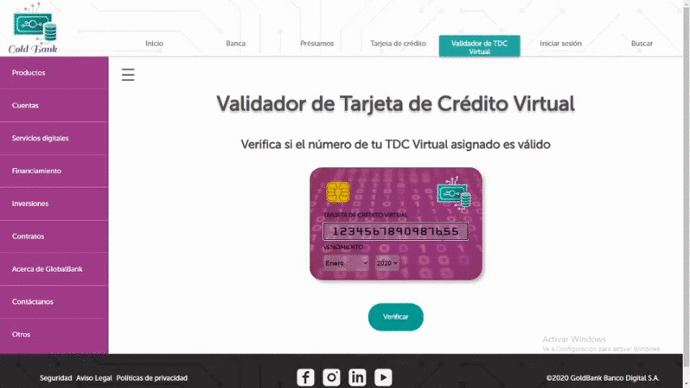 Gold Bank
Inicio
Banca
Préstamos
Tarjeta de crédito
Validador de TDC
Virtual
Iniciar sesión
Buscar
Productos
Cuentas
Servicios digitales
Financiamiento
Inversiones
Contratos
Acerca de GlobalBank
Contáctanos
Otros
Validador de Tarjeta de Crédito Virtual
Verifica si el número de tu TDC Virtual asignado es válido
TARJETA DE CRÉDITO VIRTUAL
1234567890987655
VENCIMIENTO
Enero 2020
Verificar
Activar Windows
Ve a Configuración para activar Windows.
Seguridad Aviso Legal Políticas de privacidad
©2020 GoldBank Banco Digital S.A.